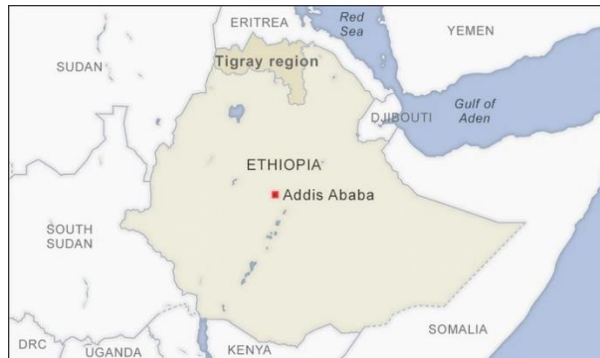 ERITREA
Red
Sea
YEMEN
SUDAN
Tigray region
Gulf of
Aden
DJIBOUTI
ETHIOPIA
Addis Ababa
SOUTH
SUDAN
SOMALIA
DRC
UGANDA
KENYA